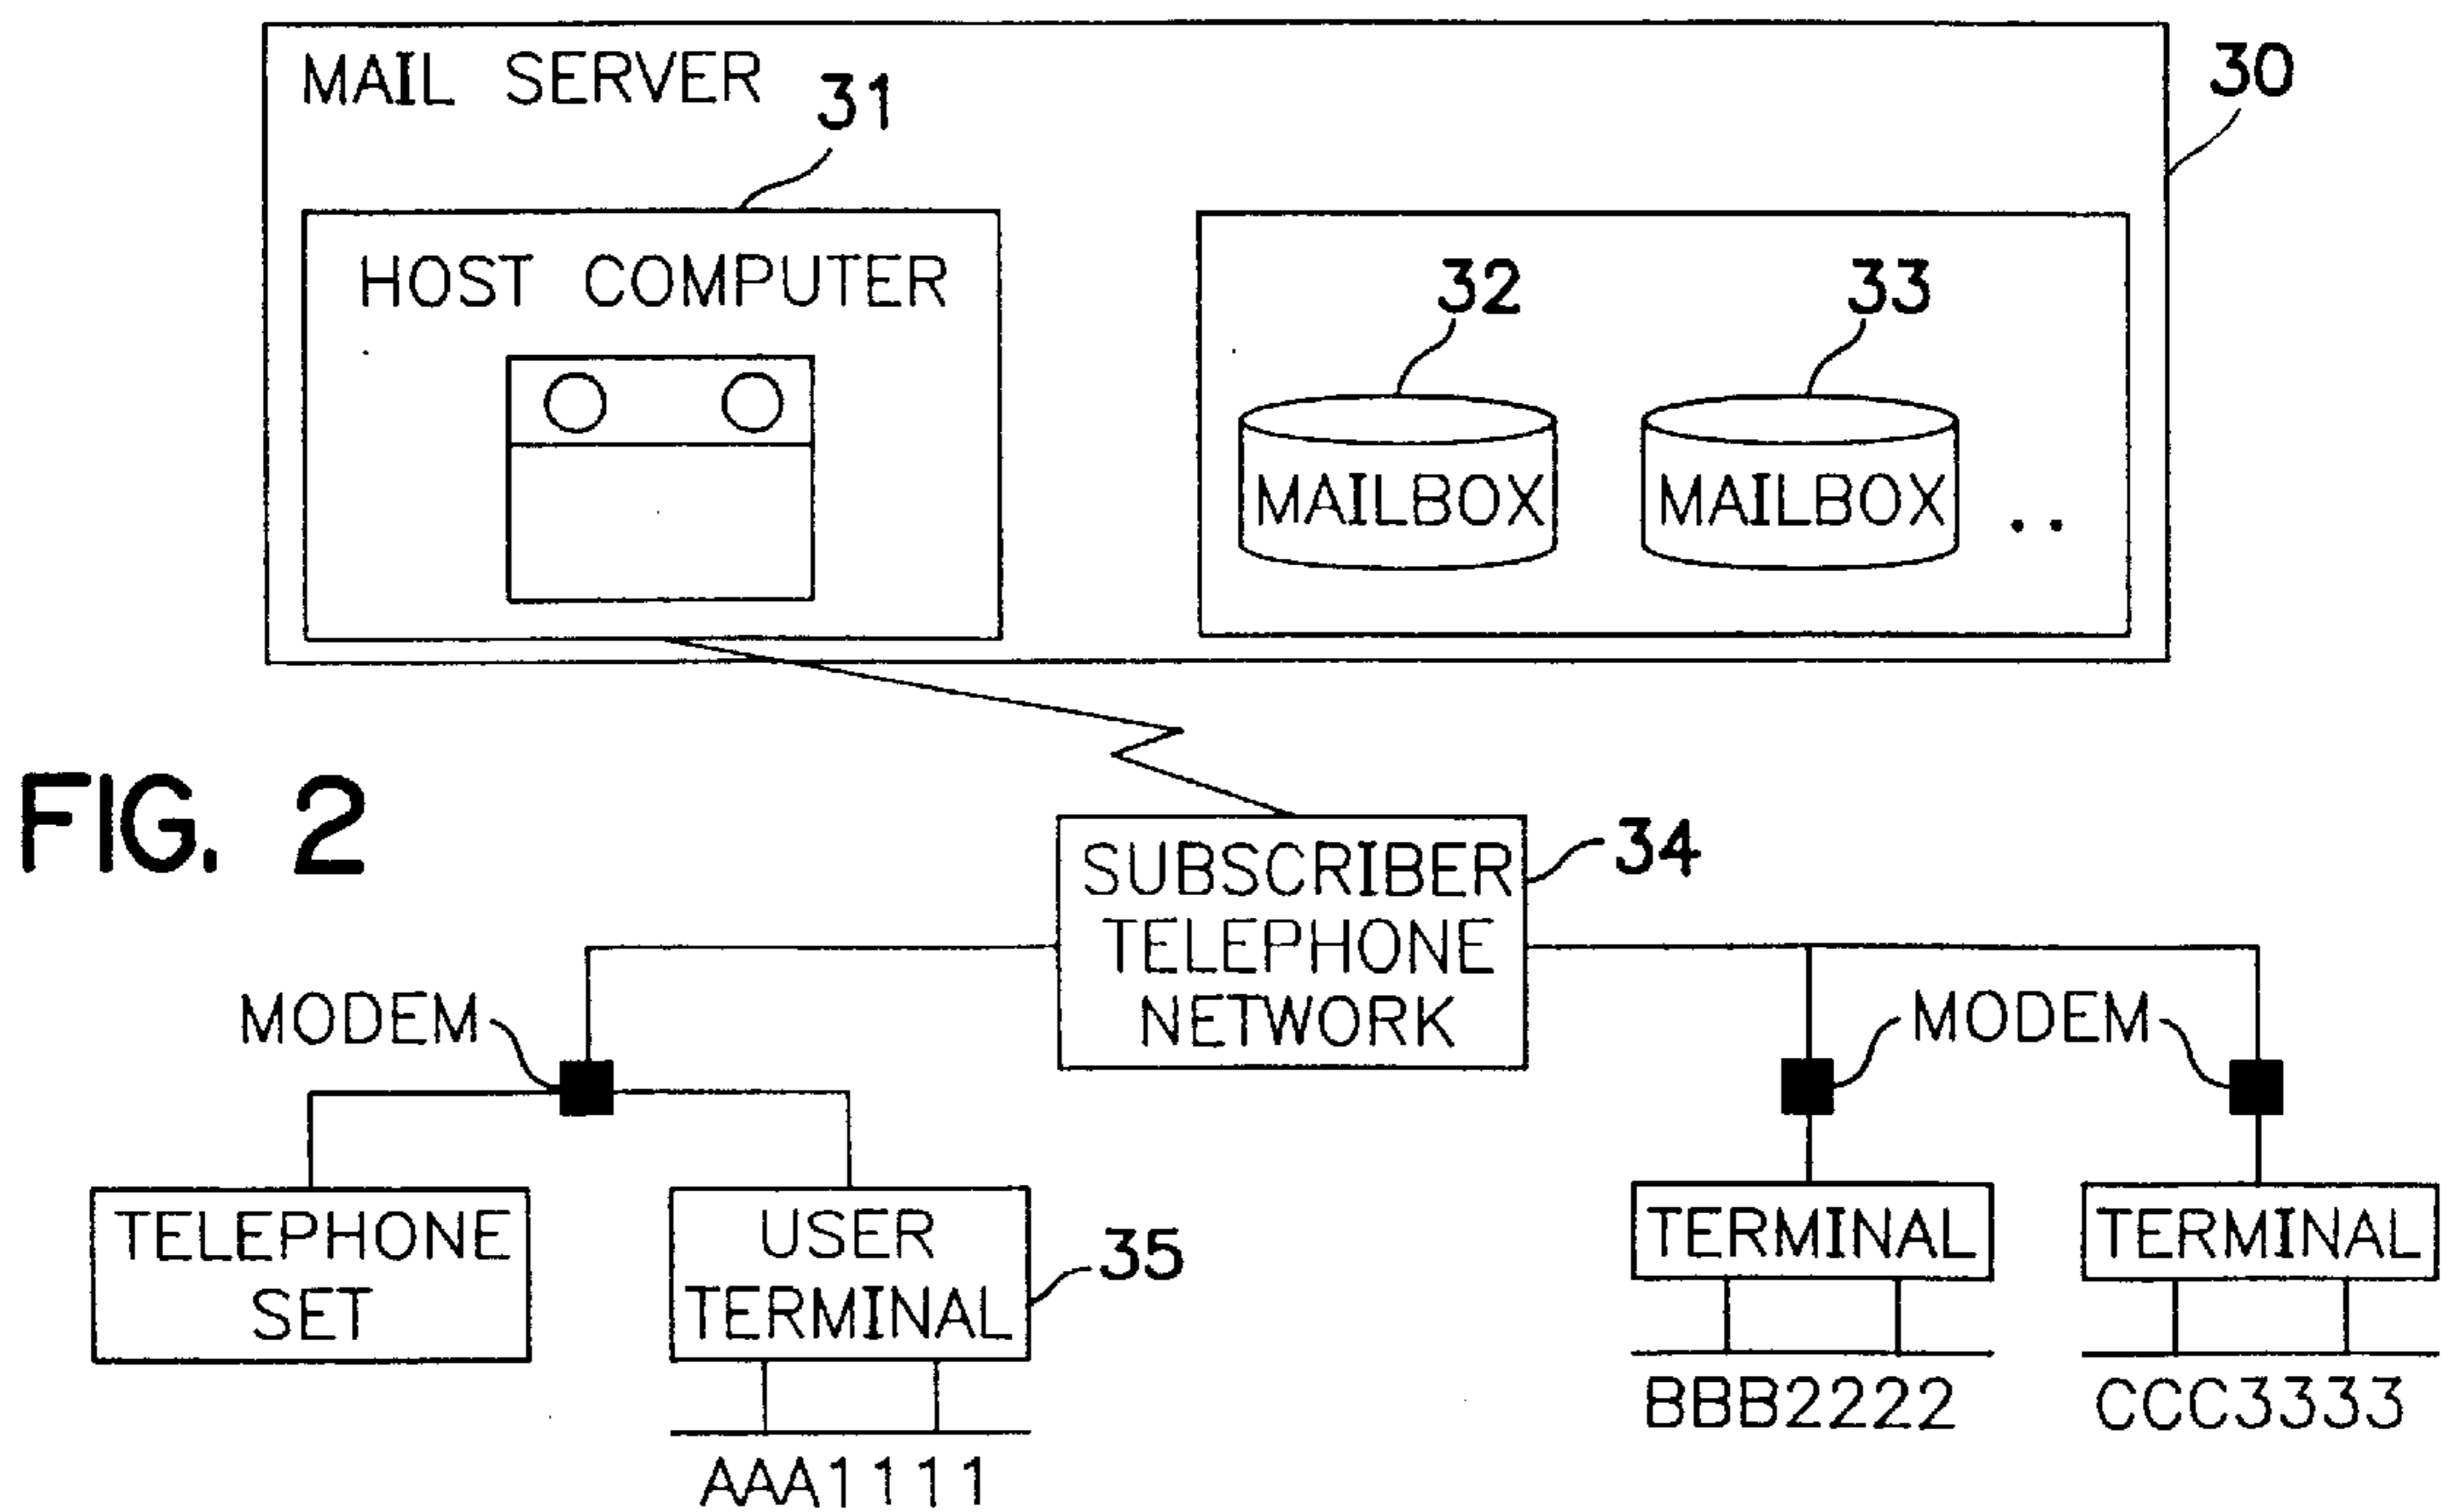 MAIL SERVER
30
31
HOST COMPUTER
32
33
MAILBOX
MAILBOX
..
FIG. 2
SUBSCRIBER
TELEPHONE
NETWORK
34
MODEM
MODEM
TELEPHONE
SET
USER
TERMINAL
35
AAA1111
TERMINAL
BBB2222
TERMINAL
CCC3333